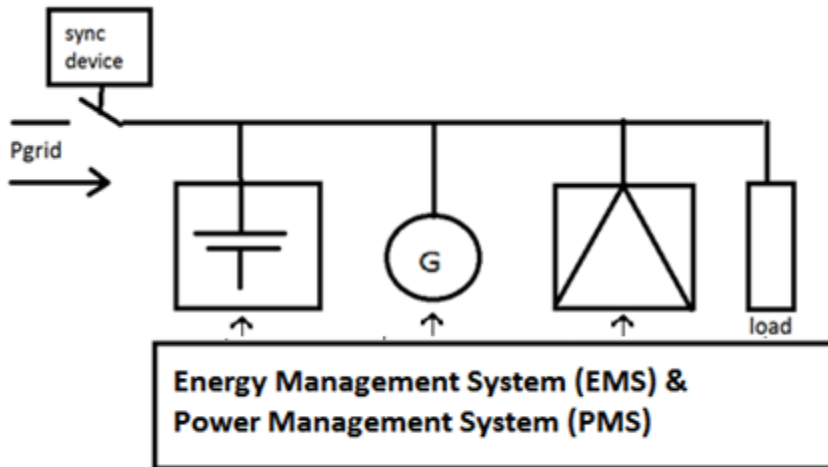 sync
device
Pgrid
G
load
Energy Management System (EMS) &
Power Management System (PMS)